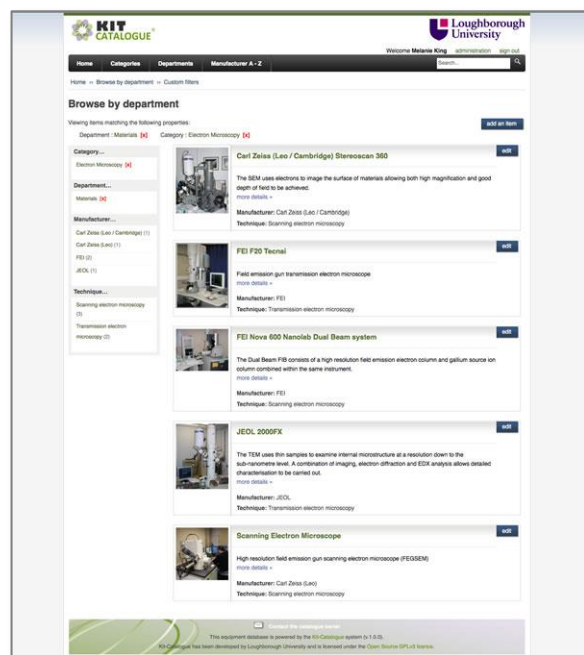 KIT
CATALOGUE
Loughborough
University
Welcome Melanie King administration sign out
Home Categories Departments Manufacturer A - Z Search...
Home » Browse by department » Custom filters
Browse by department
Viewing items matching the following properties:
add an item
Department : Materials [x] Category : Electron Microscopy [x]
Category...
Electron Microscopy [x]
Department...
Materials [x]
Manufacturer...
Carl Zeiss (Leo / Cambridge) (1)
Carl Zeiss (Leo) (1)
FEI (2)
JEOL (1)
Technique...
Scanning electron microscopy
(3)
Transmission electron
microscopy (2)
Carl Zeiss (Leo / Cambridge) Stereoscan 360
edit
The SEM uses electrons to image the surface of materials allowing both high magnification and good
depth of field to be achieved.
more details »
Manufacturer: Carl Zeiss (Leo / Cambridge)
Technique: Scanning electron microscopy
FEI F20 Tecnai
edit
Field emission gun transmission electron microscope
more details »
Manufacturer: FEI
Technique: Transmission electron microscopy
FEI Nova 600 Nanolab Dual Beam system
edit
The Dual Beam FIB consists of a high resolution field emission electron column and gallium source ion
column combined within the same instrument.
more details »
Manufacturer: FEI
Technique: Scanning electron microscopy
JEOL 2000FX
edit
The TEM uses thin samples to examine internal microstructure at a resolution down to the
sub-nanometre level. A combination of imaging, electron diffraction and EDX analysis allows detailed
characterisation to be carried out.
more details »
Manufacturer: JEOL
Technique: Transmission electron microscopy
Scanning Electron Microscope
edit
High resolution field emission gun scanning electron microscope (FEGSEM)
more details »
Manufacturer: Carl Zeiss (Leo)
Technique: Scanning electron microscopy
Contact the catalogue owner
This equipment database is powered by the Kit-Catalogue system (v.1.0.0).
Kit-Catalogue has been developed by Loughborough University and is licensed under the Open Source GPLv3 licence.